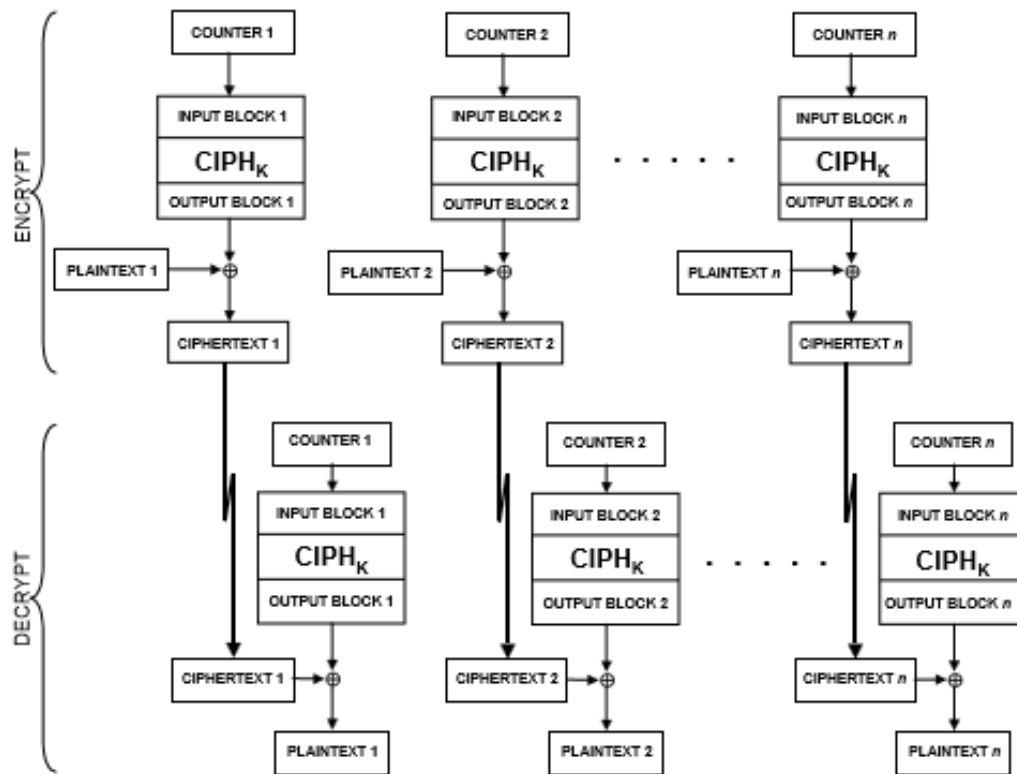 ENCRYPT
COUNTER 1 COUNTER 2 COUNTER n
INPUT BLOCK 1 INPUT BLOCK 2 INPUT BLOCK n
CIPHK CIPHK . . . . . CIPHK
OUTPUT BLOCK 1 OUTPUT BLOCK 2 OUTPUT BLOCK n
PLAINTEXT 1 ⊕ PLAINTEXT 2 ⊕ PLAINTEXT n ⊕
CIPHERTEXT 1 CIPHERTEXT 2 CIPHERTEXT n
DECRYPT
COUNTER 1 COUNTER 2 COUNTER n
INPUT BLOCK 1 INPUT BLOCK 2 INPUT BLOCK n
CIPHK CIPHK . . . . . CIPHK
OUTPUT BLOCK 1 OUTPUT BLOCK 2 OUTPUT BLOCK n
CIPHERTEXT 1 ⊕ CIPHERTEXT 2 ⊕ CIPHERTEXT n ⊕
PLAINTEXT 1 PLAINTEXT 2 PLAINTEXT n